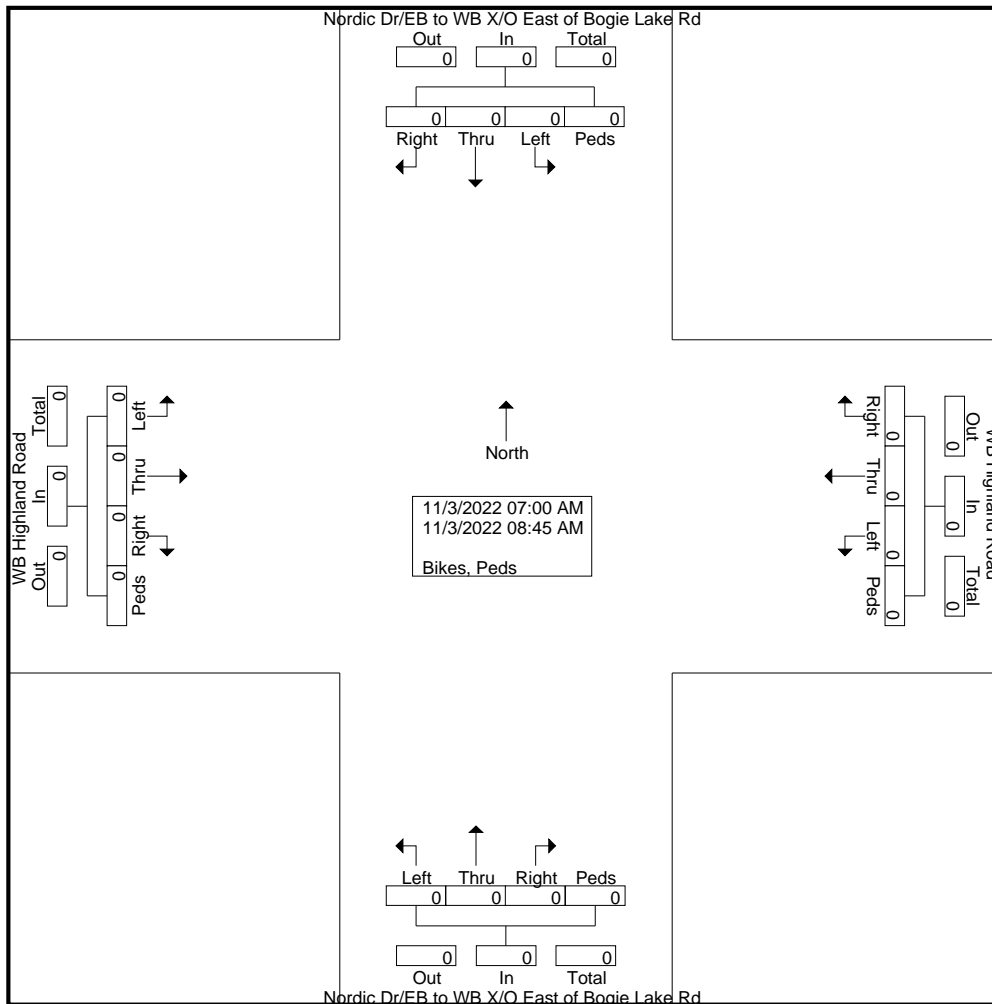 Nordic Dr/EB to WB X/O East of Bogie Lake Rd
Out In Total
0 0 0
0 0 0 0
Right Thru Left Peds
WB Highland Road
Total In Out
0 0 0
0 0 0 0
Left Thru Right Peds
North
11/3/2022 07:00 AM
11/3/2022 08:45 AM
Bikes, Peds
Right Thru Left Peds
0 0 0 0
Out In Total
0 0 0
WB Highland Road
Left Thru Right Peds
0 0 0 0
0 0 0
Out In Total
Nordic Dr/EB to WB X/O East of Bogie Lake Rd